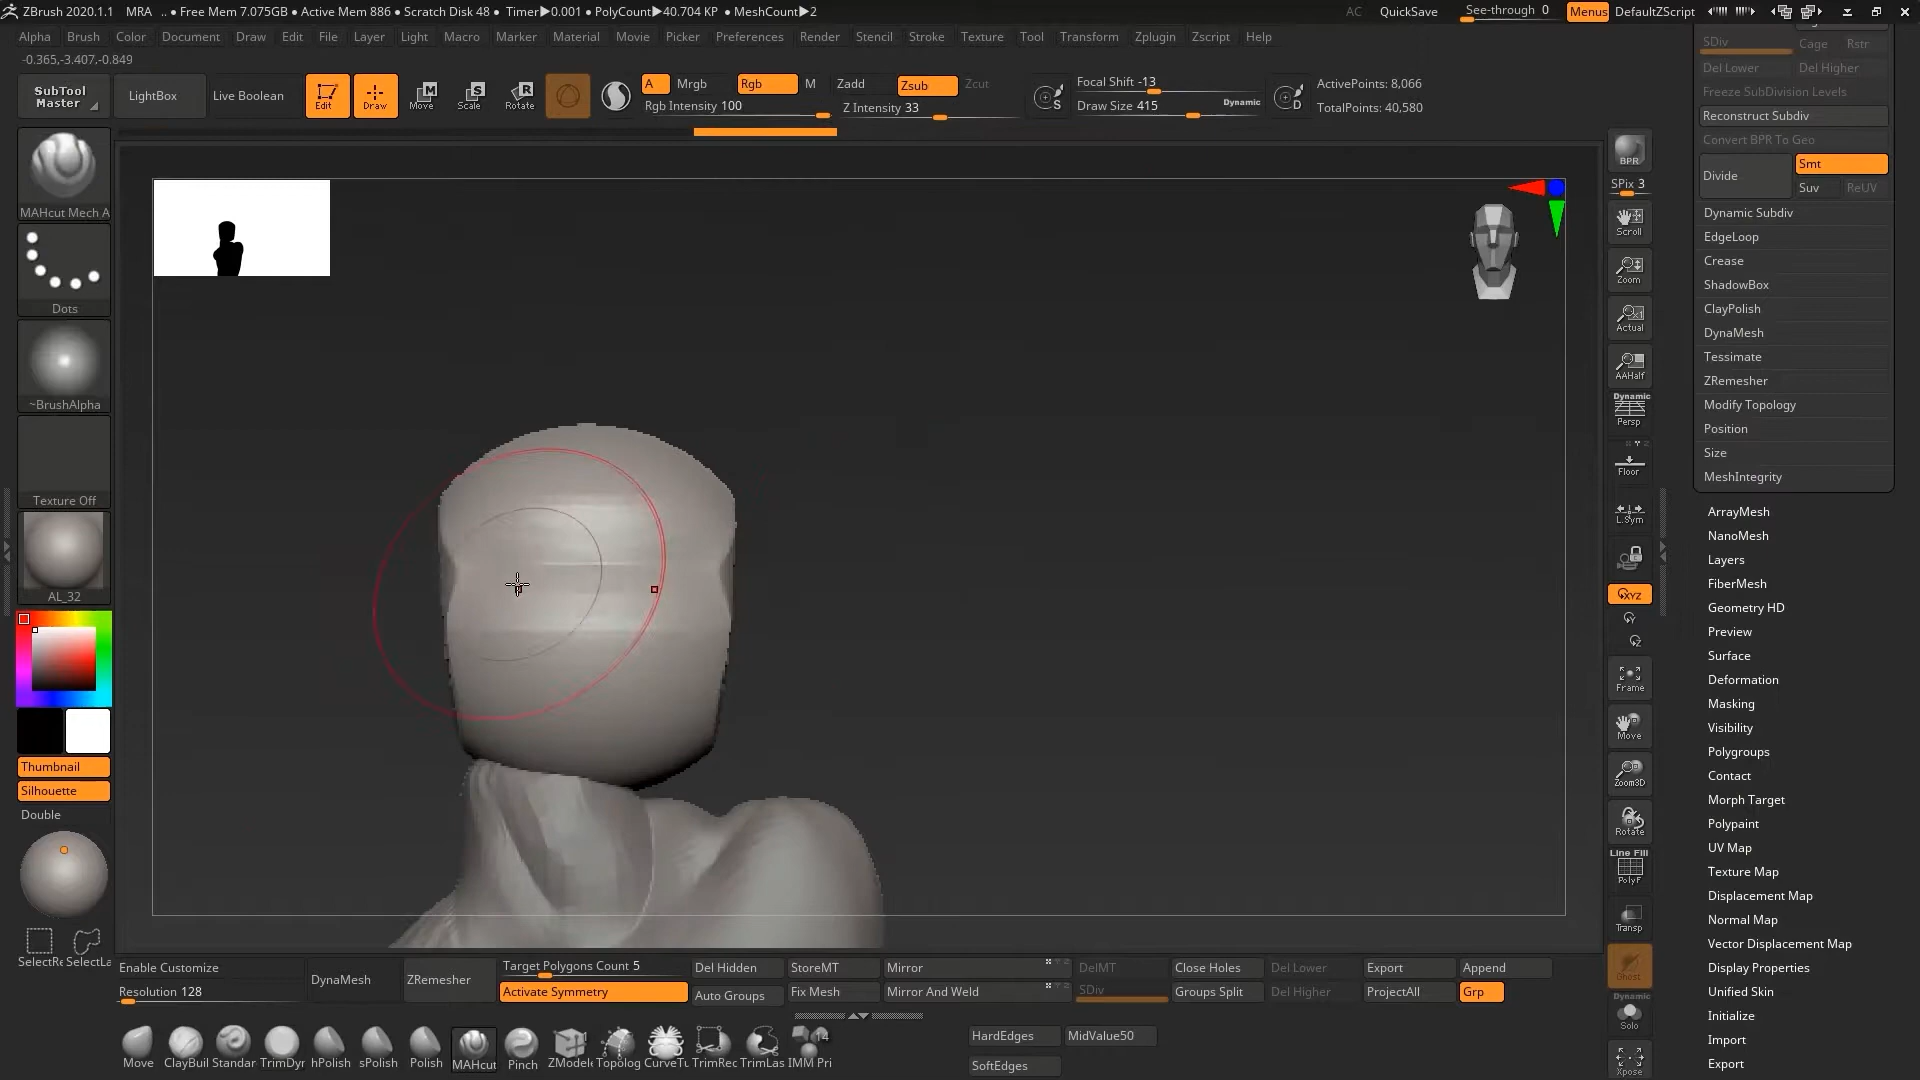 ZBrush 2020.1.1 MRA .. • Free Mem 7.075GB • Active Mem 886 • Scratch Disk 48 • Timer▶0.001 • PolyCount▶40.704 KP • MeshCount▶2 AC QuickSave See-through 0 Menus DefaultZScript
Alpha Brush Color Document Draw Edit File Layer Light Macro Marker Material Movie Picker Preferences Render Stencil Stroke Texture Tool Transform Zplugin Zscript Help
-0.365,-3.407,-0.849
SubTool Master
LightBox
Live Boolean
Edit
Draw
Move
Scale
Rotate
A Mrgb Rgb M Zadd Zsub Zcut
Rgb Intensity 100
Z Intensity 33
S
Focal Shift -13
Draw Size 415
Dynamic
D
ActivePoints: 8,066
TotalPoints: 40,580
MAHcut Mech A
Dots
~BrushAlpha
Texture Off
AL_32
Thumbnail
Silhouette
Double
SelectRe SelectLa
BPR
SPix 3
Scroll
Zoom
Actual
AAHalf
Dynamic
Persp
Floor
L.Sym
XYZ
Frame
Move
Zoom3D
Rotate
Line Fill
PolyF
Transp
Ghost
Dynamic
Solo
Xpose
SDiv Cage Rstr
Del Lower Del Higher
Freeze SubDivision Levels
Reconstruct Subdiv
Convert BPR To Geo
Divide
Smt
Suv ReUV
Dynamic Subdiv
EdgeLoop
Crease
ShadowBox
ClayPolish
DynaMesh
Tessimate
ZRemesher
Modify Topology
Position
Size
MeshIntegrity
ArrayMesh
NanoMesh
Layers
FiberMesh
Geometry HD
Preview
Surface
Deformation
Masking
Visibility
Polygroups
Contact
Morph Target
Polypaint
UV Map
Texture Map
Displacement Map
Normal Map
Vector Displacement Map
Display Properties
Unified Skin
Initialize
Import
Export
Enable Customize
Resolution 128
DynaMesh
ZRemesher
Target Polygons Count 5
Activate Symmetry
Del Hidden
Auto Groups
StoreMT
Fix Mesh
Mirror
Mirror And Weld
DelMT
SDiv
Close Holes
Groups Split
Del Lower
Del Higher
Export
ProjectAll
Append
Grp
Move ClayBuil Standar TrimDyr hPolish sPolish Polish MAHcut Pinch ZModele Topolog CurveTu TrimRec TrimLas IMM Pri
14
HardEdges MidValue50
SoftEdges